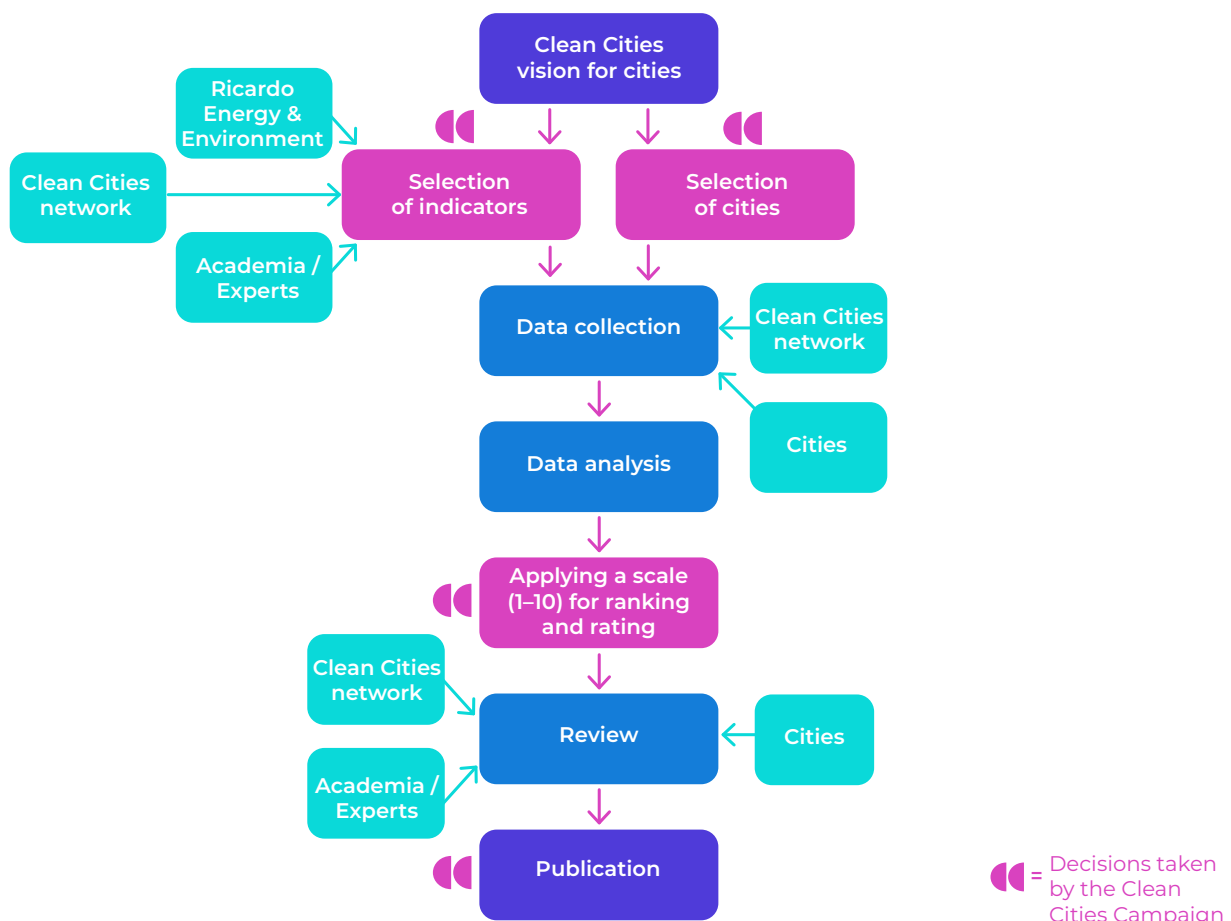 Clean Cities
vision for cities
Ricardo
Energy &
Environment
Clean Cities
network
Academia /
Experts
Selection
of indicators
Selection
of cities
Data collection
Clean Cities
network
Cities
Data analysis
Applying a scale
(1–10) for ranking
and rating
Clean Cities
network
Academia /
Experts
Review
Cities
Publication
= Decisions taken
by the Clean
Cities Campaign